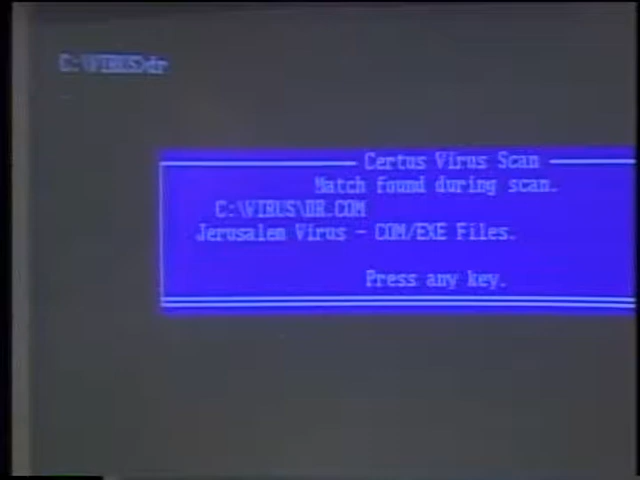 C:\VIRUS>dr
Certus Virus Scan
Match found during scan.
C:\VIRUS\DR.COM
Jerusalem Virus - COM/EXE Files.
Press any key.